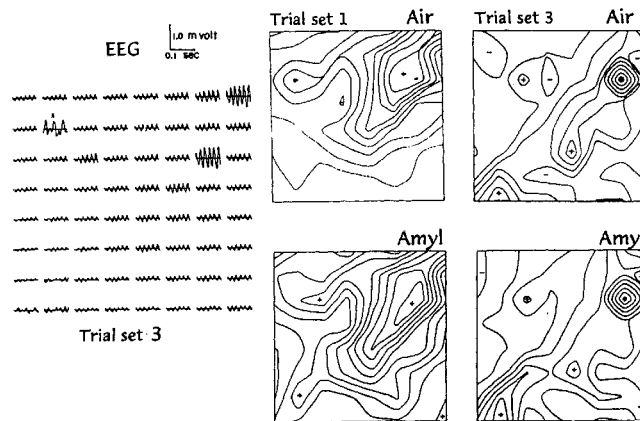 EEG
1.0 m volt
0.1 sec
Trial set 3
Trial set 1 Air
Trial set 3 Air
Amyl
Amy